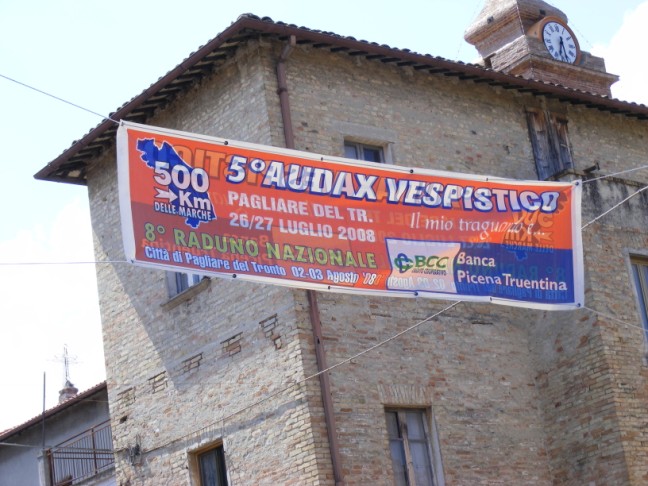 5° AUDAX VESPISTICO
500
Km
DELLE MARCHE
PAGLIARE DEL TR.
26/27 LUGLIO 2008
Il mio traguardo è...
8° RADUNO NAZIONALE
Città di Pagliare del Tronto 02-03 Agosto '08
BCC
Banca
Picena Truentina